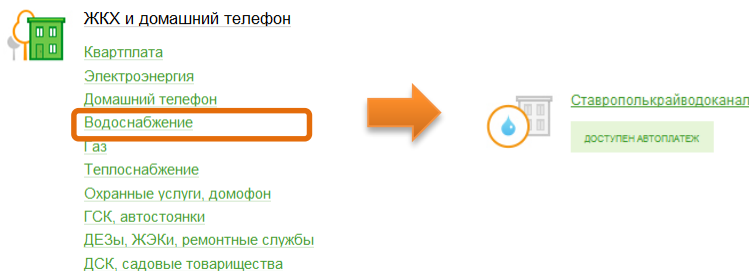 ЖКХ и домашний телефон
Квартплата
Электроэнергия
Домашний телефон
Водоснабжение
Газ
Теплоснабжение
Охранные услуги, домофон
ГСК, автостоянки
ДЕЗы, ЖЭКи, ремонтные службы
ДСК, садовые товарищества
Ставрополькрайводоканал
ДОСТУПЕН АВТОПЛАТЕЖ